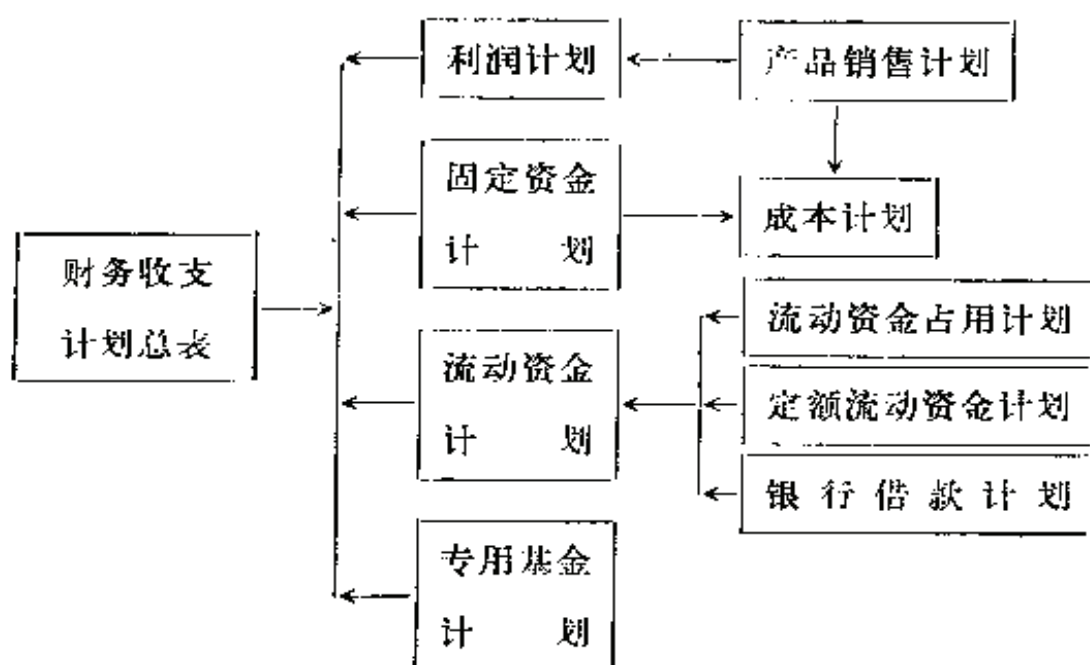 利润计划
产品销售计划
固定资金
计划
成本计划
财务收支
计划总表
流动资金占用计划
流动资金
计划
定额流动资金计划
银行借款计划
专用基金
计划